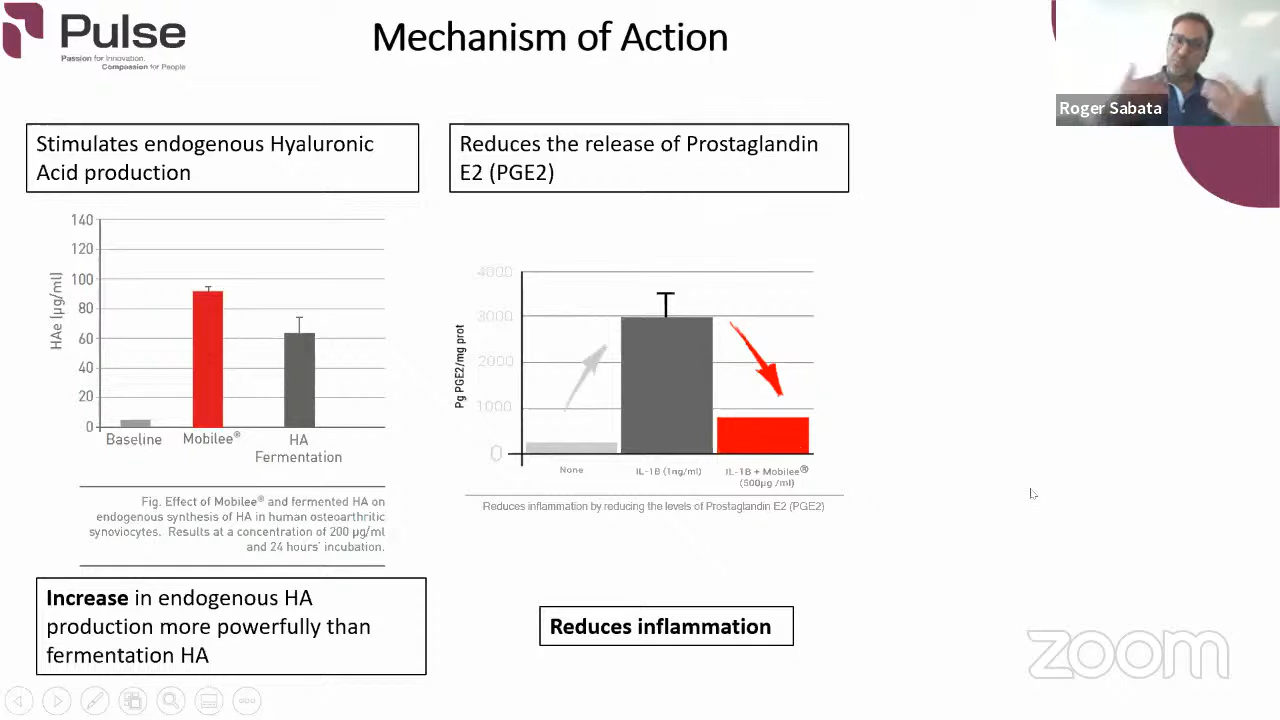 Pulse
Passion for Innovation.
Compassion for People
Mechanism of Action
Roger Sabata
Stimulates endogenous Hyaluronic
Acid production
140
120
100
80
60
40
20
0
HAe (µg/ml)
Baseline
Mobilee®
HA
Fermentation
Fig. Effect of Mobilee® and fermented HA on
endogenous synthesis of HA in human osteoarthritic
synoviocytes. Results at a concentration of 200 µg/ml
and 24 hours' incubation.
Increase in endogenous HA
production more powerfully than
fermentation HA
Reduces the release of Prostaglandin
E2 (PGE2)
4000
3000
2000
1000
0
Pg PGE2/mg prot
None
IL-1B (1ng/ml)
IL-1B + Mobilee®
(500µg /ml)
Reduces inflammation by reducing the levels of Prostaglandin E2 (PGE2)
Reduces inflammation
zoom